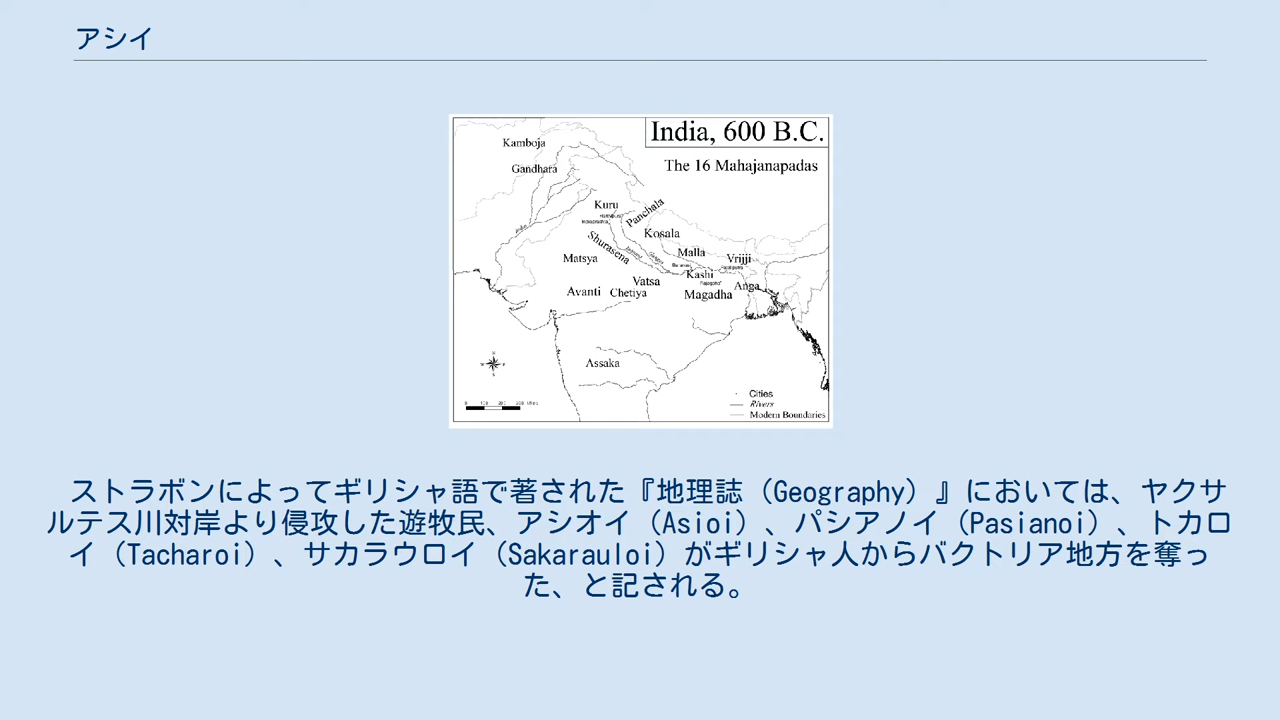 アシイ
India, 600 B.C.
The 16 Mahajanapadas
Kamboja
Gandhara
Kuru
Panchala
Kosala
Shurasena
Malla
Matsya
Vrijji
Kashi
Vatsa
Anga
Avanti
Chetiya
Magadha
Assaka
Cities
Rivers
Modern Boundaries
ストラボンによってギリシャ語で著された『地理誌（Geography）』においては、ヤクサ
ルテス川対岸より侵攻した遊牧民、アシオイ（Asioi）、パシアノイ（Pasianoi）、トカロ
イ（Tacharoi）、サカラウロイ（Sakarauloi）がギリシャ人からバクトリア地方を奪っ
た、と記される。